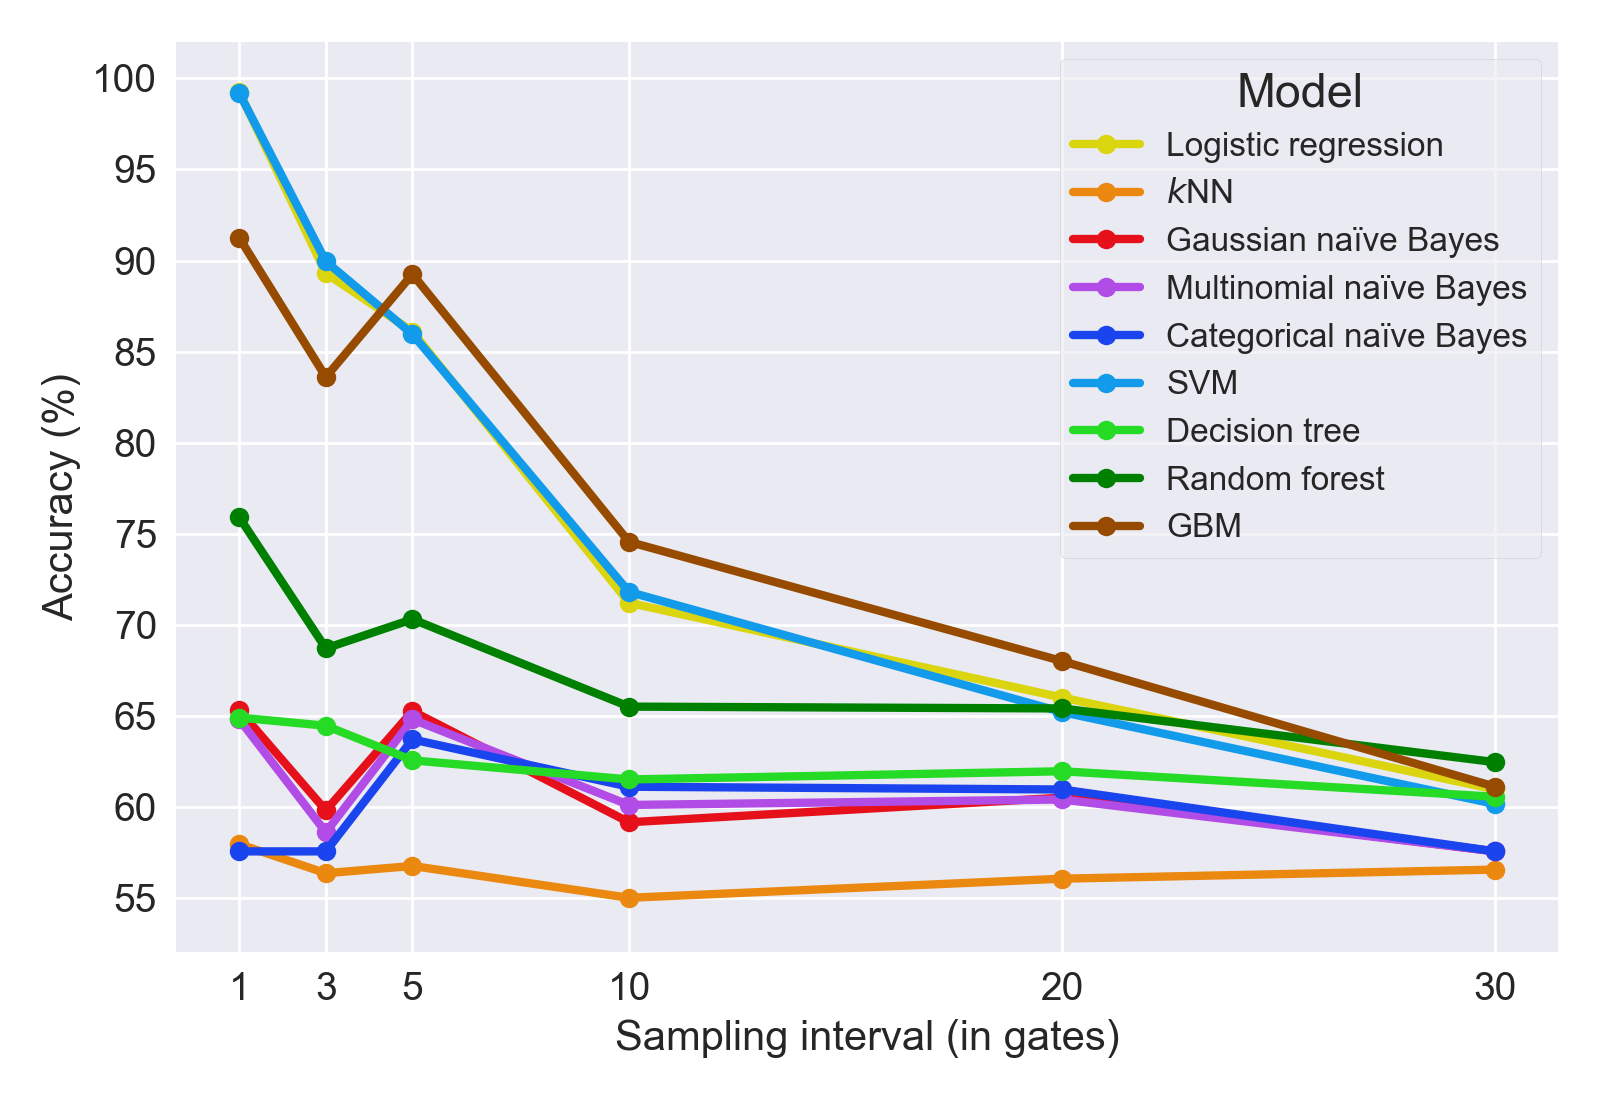 Accuracy (%)
100
95
90
85
80
75
70
65
60
55
Model
Logistic regression
kNN
Gaussian naïve Bayes
Multinomial naïve Bayes
Categorical naïve Bayes
SVM
Decision tree
Random forest
GBM
1 3 5 10 20 30
Sampling interval (in gates)